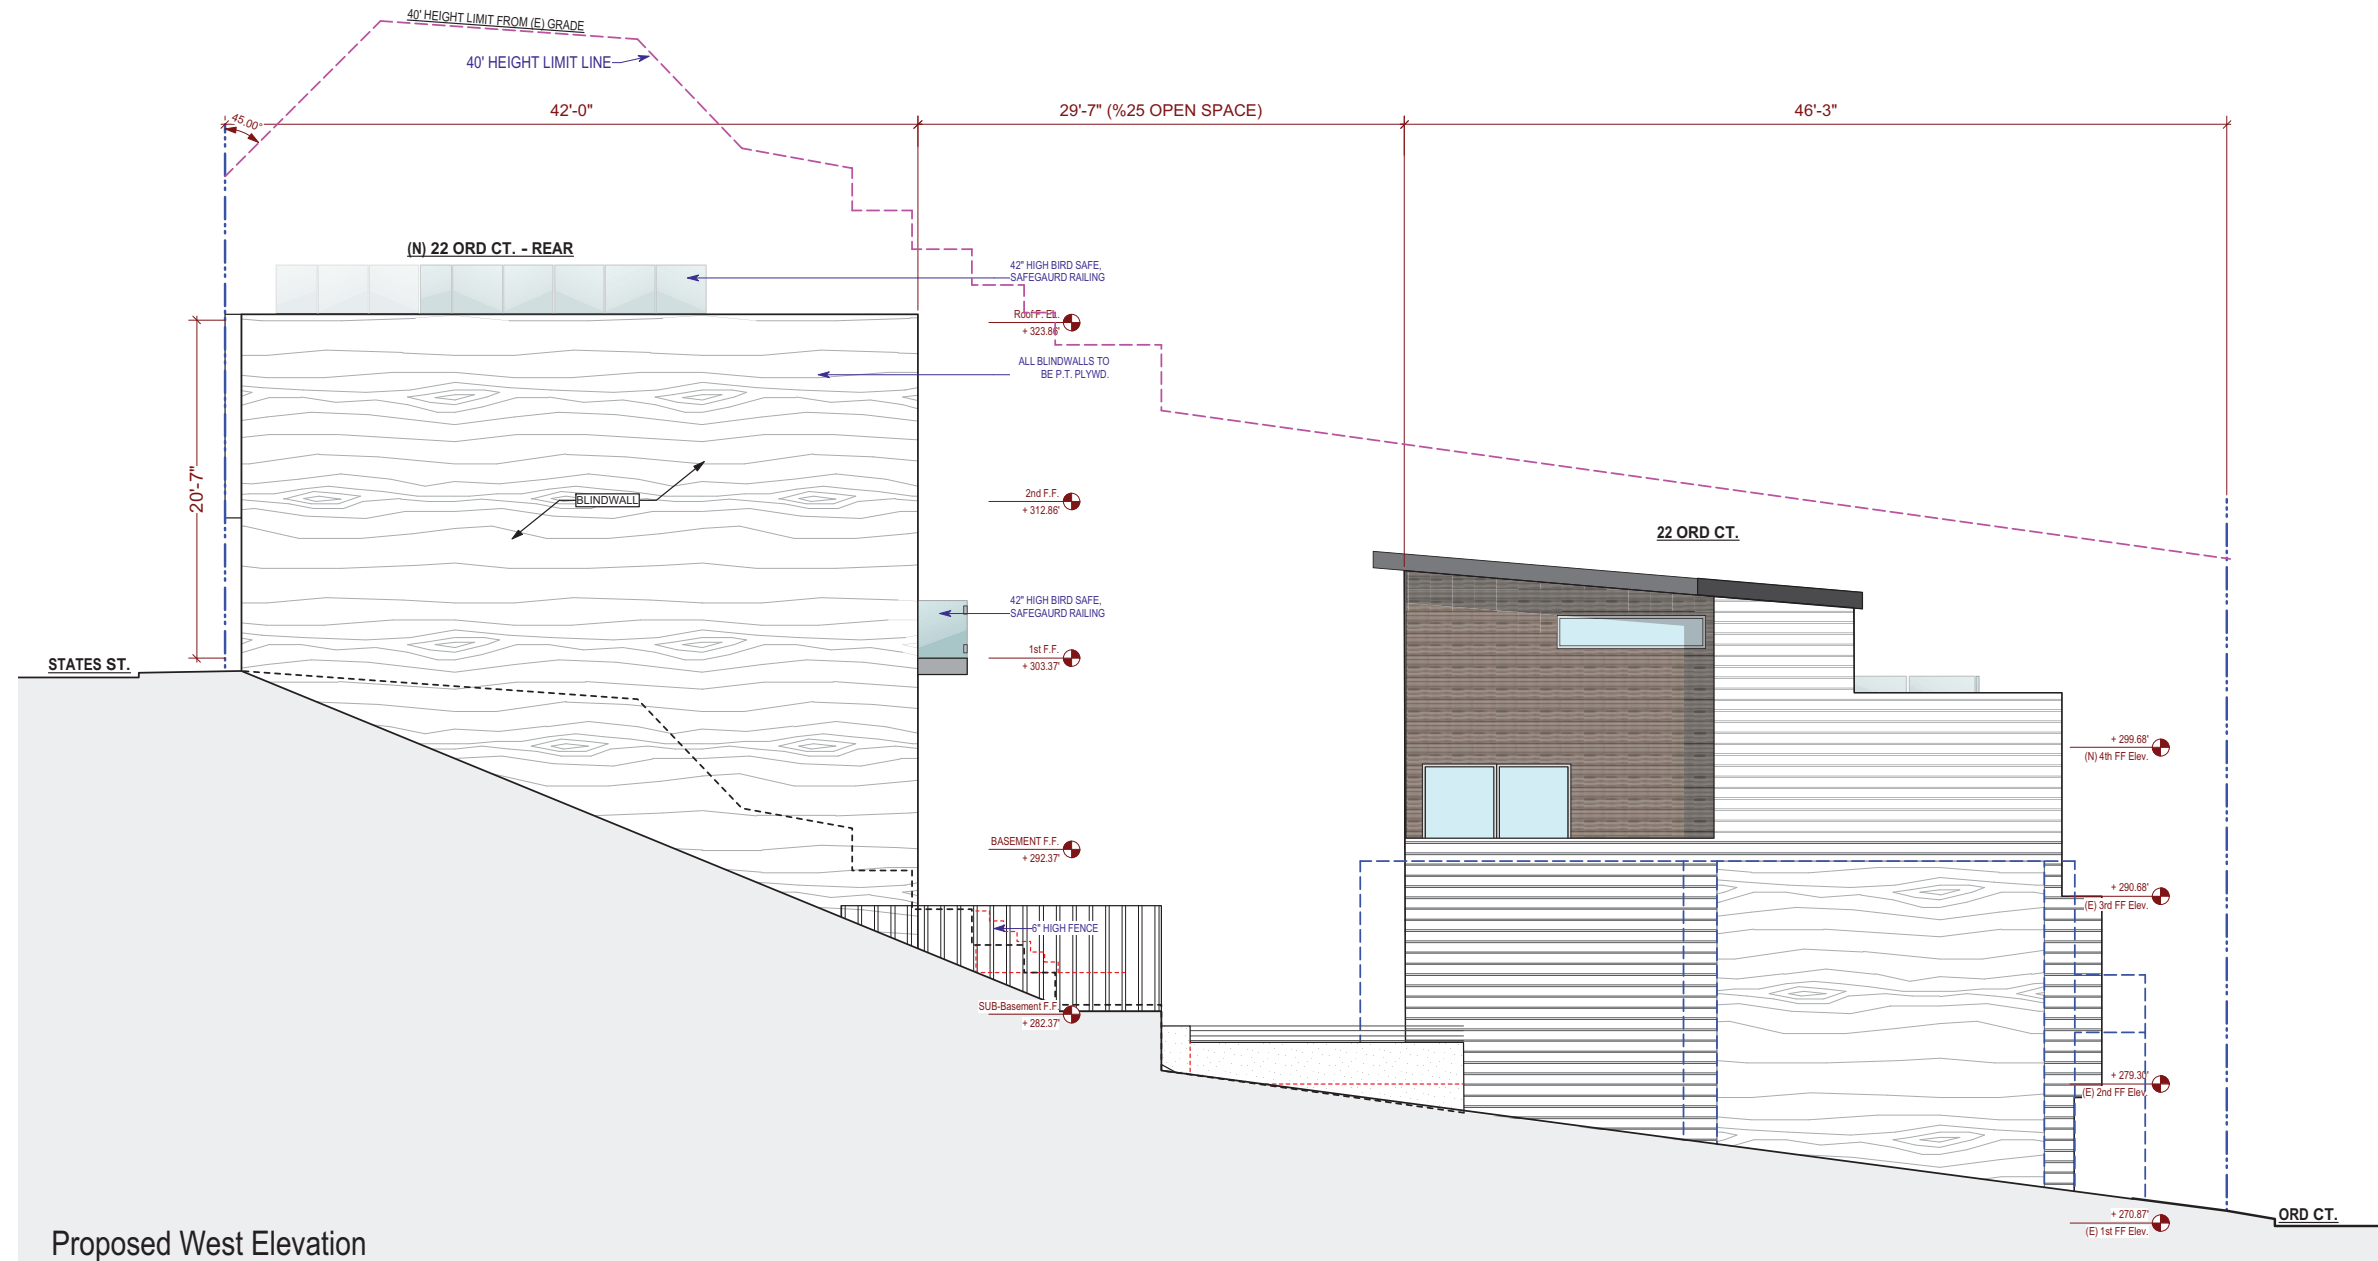 40' HEIGHT LIMIT FROM (E) GRADE
40' HEIGHT LIMIT LINE
45.00°
42'-0"
29'-7" (%25 OPEN SPACE)
46'-3"
(N) 22 ORD CT. - REAR
42" HIGH BIRD SAFE,
SAFEGAURD RAILING
Roof F. EL.
+ 323.86'
ALL BLINDWALLS TO
BE P.T. PLYWD.
20'-7"
BLINDWALL
2nd F.F.
+ 312.86'
22 ORD CT.
42" HIGH BIRD SAFE,
SAFEGAURD RAILING
1st F.F.
+ 303.37'
STATES ST.
+ 299.68'
(N) 4th FF Elev.
BASEMENT F.F.
+ 292.37'
+ 290.68'
(E) 3rd FF Elev.
6" HIGH FENCE
SUB-Basement F.F.
+ 282.37'
+ 279.30'
(E) 2nd FF Elev.
+ 270.87'
(E) 1st FF Elev.
ORD CT.
Proposed West Elevation